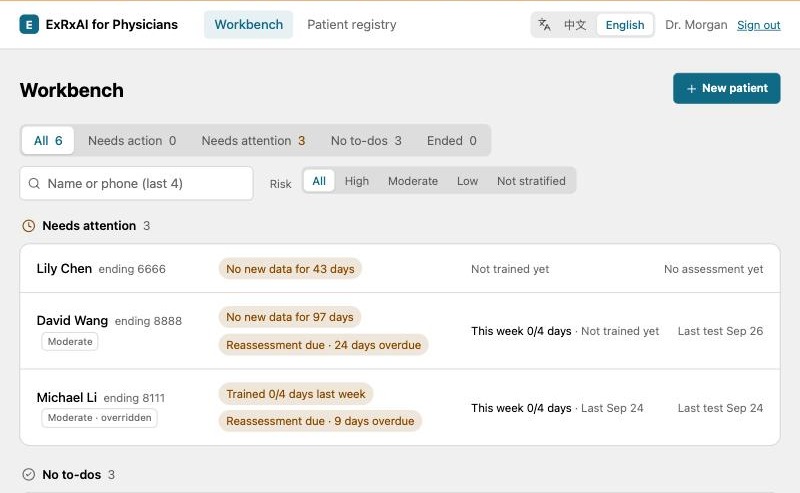 E ExRxAI for Physicians Workbench Patient registry 中文 English Dr. Morgan Sign out
Workbench
+ New patient
All 6 Needs action 0 Needs attention 3 No to-dos 3 Ended 0
Name or phone (last 4) Risk All High Moderate Low Not stratified
Needs attention 3
Lily Chen ending 6666 No new data for 43 days Not trained yet No assessment yet
David Wang ending 8888 No new data for 97 days
Moderate Reassessment due · 24 days overdue This week 0/4 days · Not trained yet Last test Sep 26
Michael Li ending 8111 Trained 0/4 days last week
Moderate · overridden Reassessment due · 9 days overdue This week 0/4 days · Last Sep 24 Last test Sep 24
No to-dos 3